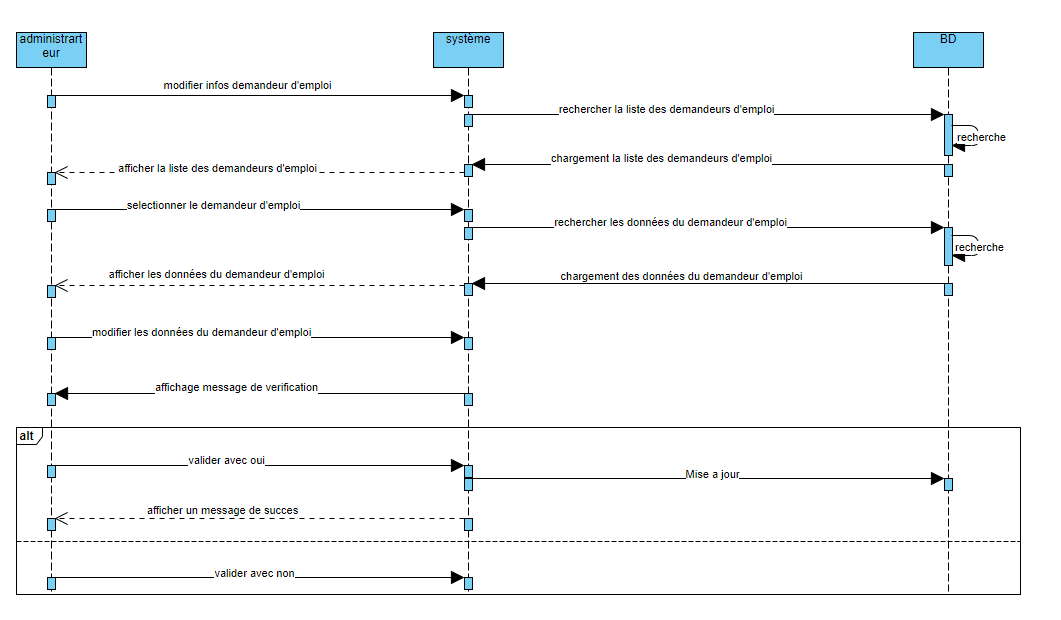 administrart
eur
système
BD
modifier infos demandeur d'emploi
rechercher la liste des demandeurs d'emploi
recherche
chargement la liste des demandeurs d'emploi
afficher la liste des demandeurs d'emploi
selectionner le demandeur d'emploi
rechercher les données du demandeur d'emploi
recherche
afficher les données du demandeur d'emploi
chargement des données du demandeur d'emploi
modifier les données du demandeur d'emploi
affichage message de verification
alt
valider avec oui
Mise a jour
afficher un message de succes
valider avec non